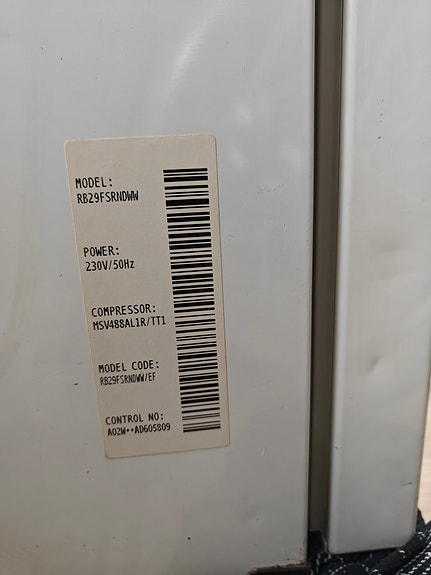 MODEL:
RB29FSRNDWW
POWER:
230V/50Hz
COMPRESSOR:
MSV488AL1R/TT1
MODEL CODE:
RB29FSRNDWW/EF
CONTROL NO:
A02W**AD605809